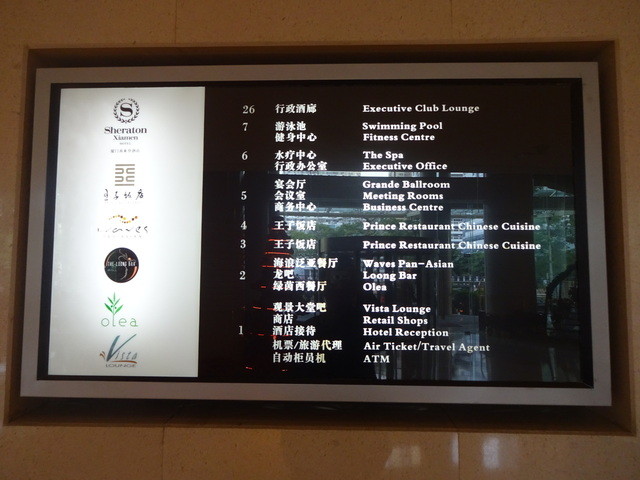 S
Sheraton
Xiamen
HOTEL
waves
LOONG BAR
olea
Vista
LOUNGE
26 行政酒廊 Executive Club Lounge
7 游泳池 Swimming Pool
健身中心 Fitness Centre
6 水疗中心 The Spa
行政办公室 Executive Office
宴会厅 Grande Ballroom
5 会议室 Meeting Rooms
商务中心 Business Centre
4 王子饭店 Prince Restaurant Chinese Cuisine
3 王子饭店 Prince Restaurant Chinese Cuisine
海浪泛亚餐厅 Waves Pan-Asian
2 龙吧 Loong Bar
绿茵西餐厅 Olea
观景大堂吧 Vista Lounge
商店 Retail Shops
1 酒店接待 Hotel Reception
机票/旅游代理 Air Ticket/Travel Agent
自动柜员机 ATM